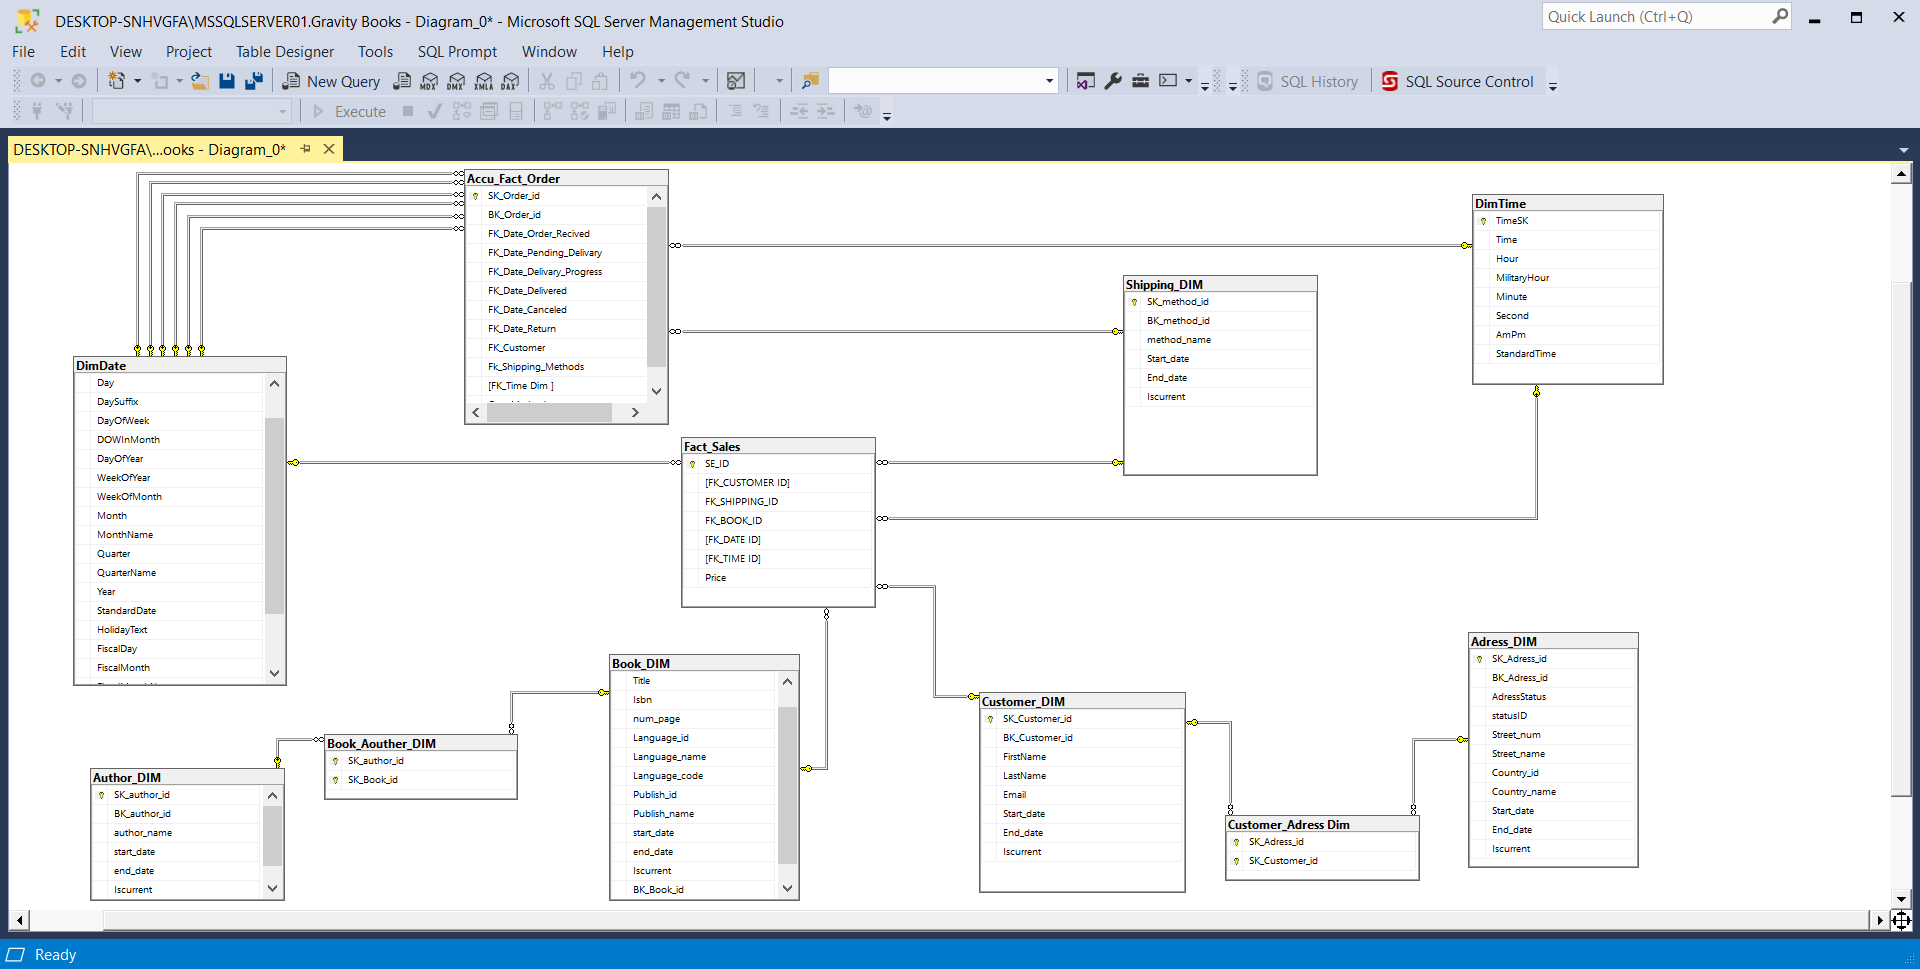 DESKTOP-SNHVGFA\MSSQLSERVER01.Gravity Books - Diagram_0* - Microsoft SQL Server Management Studio
Quick Launch (Ctrl+Q)
File Edit View Project Table Designer Tools SQL Prompt Window Help
New Query MDX DMX XMLA DAX SQL History SQL Source Control
Execute
DESKTOP-SNHVGFA\...ooks - Diagram_0*
Accu_Fact_Order
SK_Order_id
BK_Order_id
FK_Date_Order_Recived
FK_Date_Pending_Delivary
FK_Date_Delivary_Progress
FK_Date_Delivered
FK_Date_Canceled
FK_Date_Return
FK_Customer
Fk_Shipping_Methods
[FK_Time Dim ]
DimTime
TimeSK
Time
Hour
MilitaryHour
Minute
Second
AmPm
StandardTime
Shipping_DIM
SK_method_id
BK_method_id
method_name
Start_date
End_date
Iscurrent
DimDate
Day
DaySuffix
DayOfWeek
DOWInMonth
DayOfYear
WeekOfYear
WeekOfMonth
Month
MonthName
Quarter
QuarterName
Year
StandardDate
HolidayText
FiscalDay
FiscalMonth
Fact_Sales
SE_ID
[FK_CUSTOMER ID]
FK_SHIPPING_ID
FK_BOOK_ID
[FK_DATE ID]
[FK_TIME ID]
Price
Book_DIM
Title
Isbn
num_page
Language_id
Language_name
Language_code
Publish_id
Publish_name
start_date
end_date
Iscurrent
BK_Book_id
Book_Aouther_DIM
SK_author_id
SK_Book_id
Author_DIM
SK_author_id
BK_author_id
author_name
start_date
end_date
Iscurrent
Customer_DIM
SK_Customer_id
BK_Customer_id
FirstName
LastName
Email
Start_date
End_date
Iscurrent
Customer_Adress Dim
SK_Adress_id
SK_Customer_id
Adress_DIM
SK_Adress_id
BK_Adress_id
AdressStatus
statusID
Street_num
Street_name
Country_id
Country_name
Start_date
End_date
Iscurrent
Ready